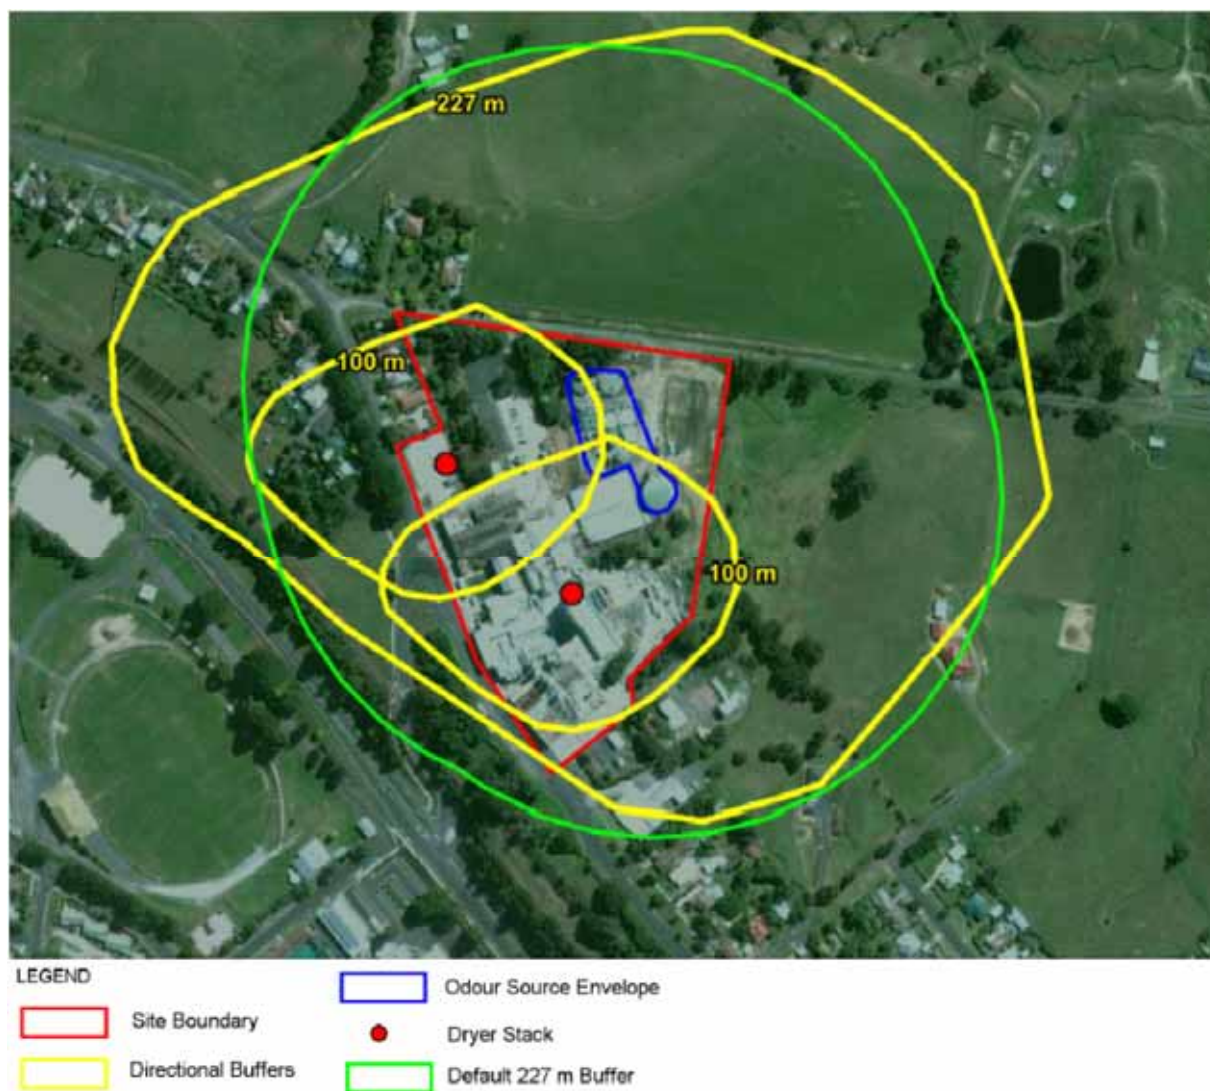 227 m
100 m
100 m
LEGEND
Site Boundary
Directional Buffers
Odour Source Envelope
Dryer Stack
Default 227 m Buffer